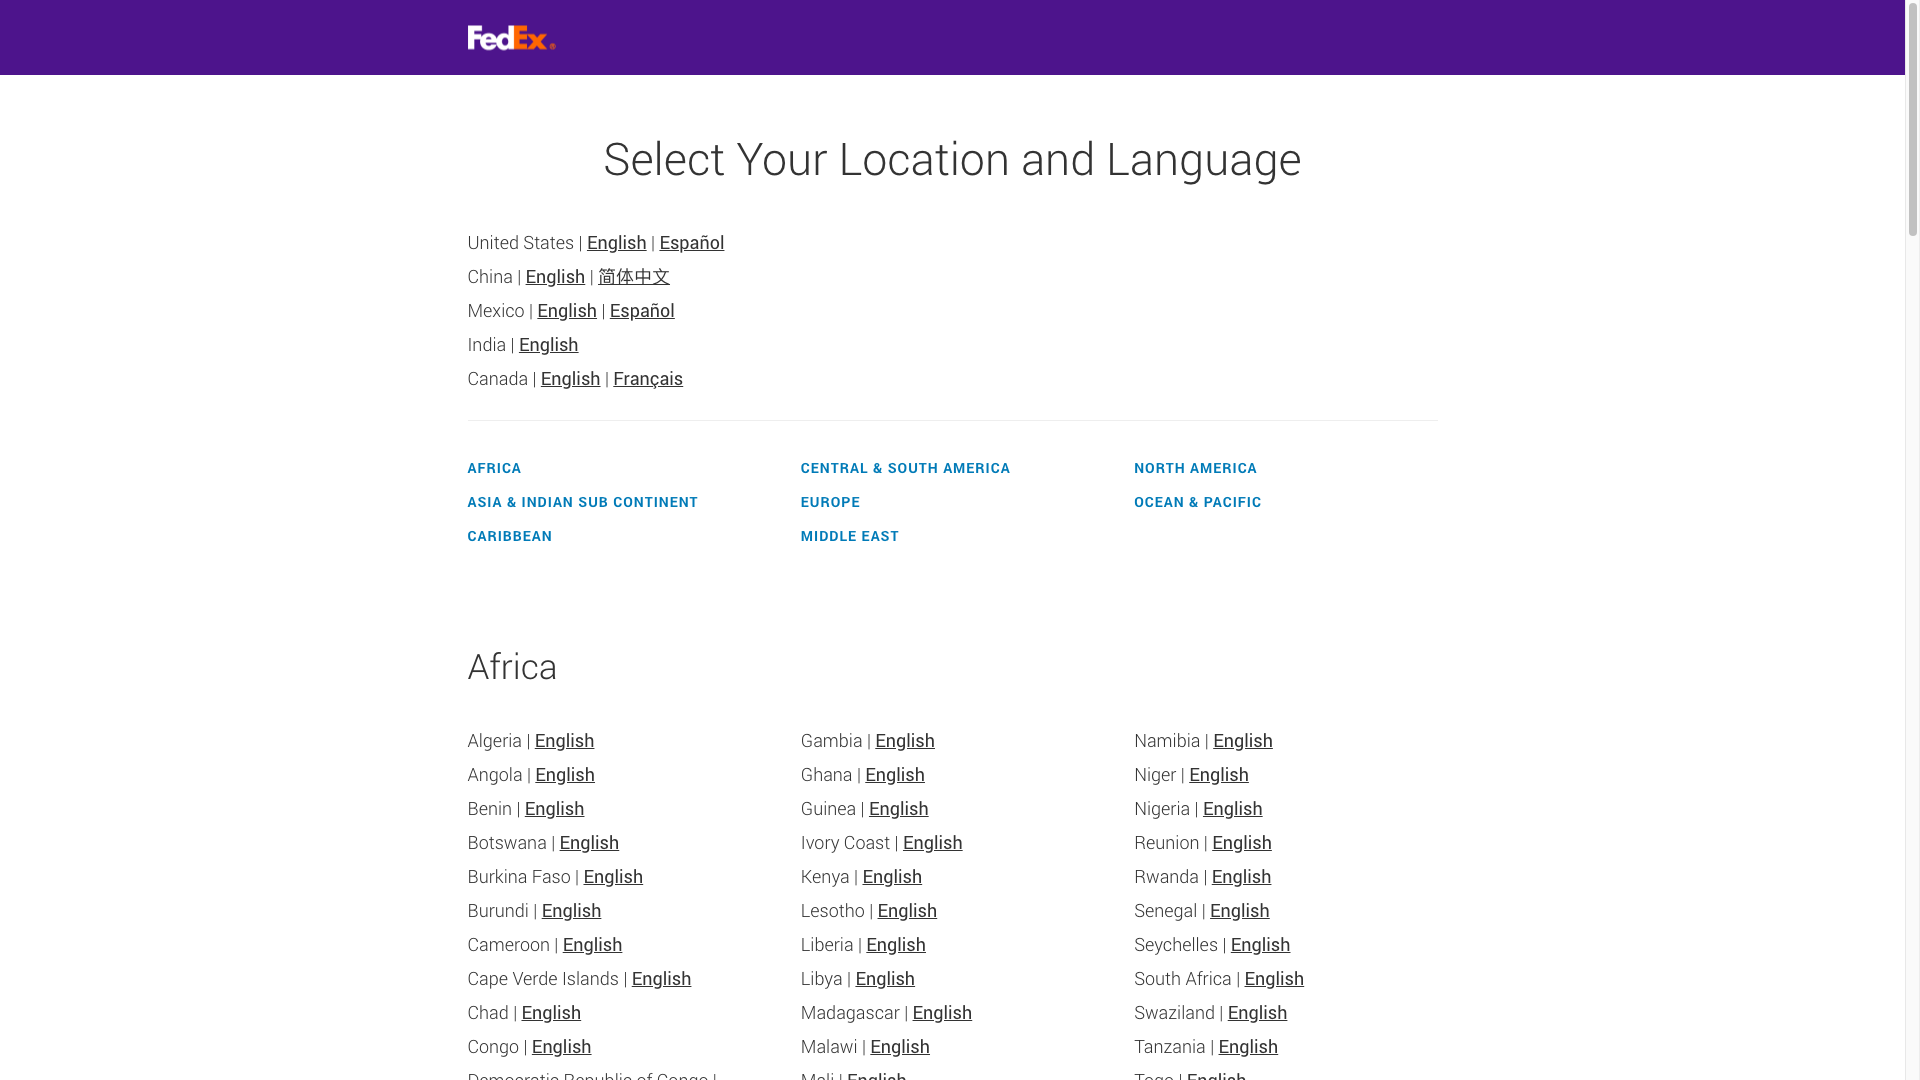 FedEx®
Select Your Location and Language
United States | English | Español
China | English | 简体中文
Mexico | English | Español
India | English
Canada | English | Français
AFRICA
ASIA & INDIAN SUB CONTINENT
CARIBBEAN
CENTRAL & SOUTH AMERICA
EUROPE
MIDDLE EAST
NORTH AMERICA
OCEAN & PACIFIC
Africa
Algeria | English
Angola | English
Benin | English
Botswana | English
Burkina Faso | English
Burundi | English
Cameroon | English
Cape Verde Islands | English
Chad | English
Congo | English
Democratic Republic of Congo |
Gambia | English
Ghana | English
Guinea | English
Ivory Coast | English
Kenya | English
Lesotho | English
Liberia | English
Libya | English
Madagascar | English
Malawi | English
Mali | English
Namibia | English
Niger | English
Nigeria | English
Reunion | English
Rwanda | English
Senegal | English
Seychelles | English
South Africa | English
Swaziland | English
Tanzania | English
Togo | English